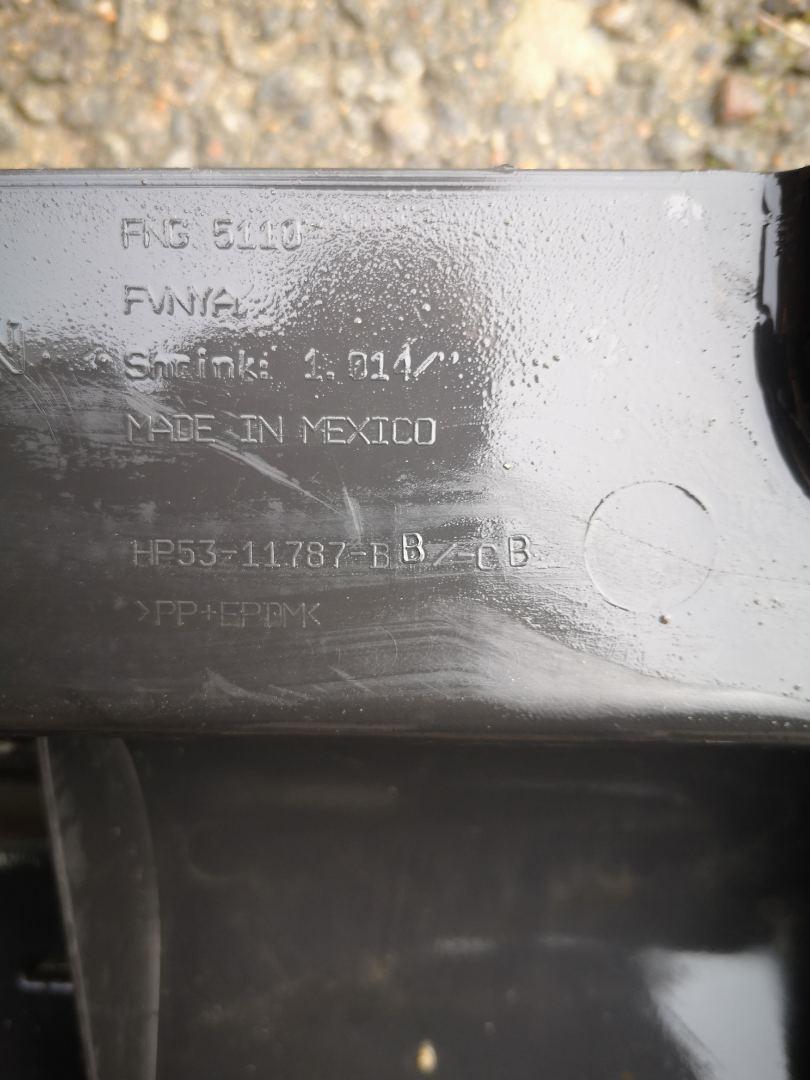 FNG 5110
FVNYA
Shrink: 1.014/"
MADE IN MEXICO
HP53-11787-B B /-C B
>PP+EPDM<